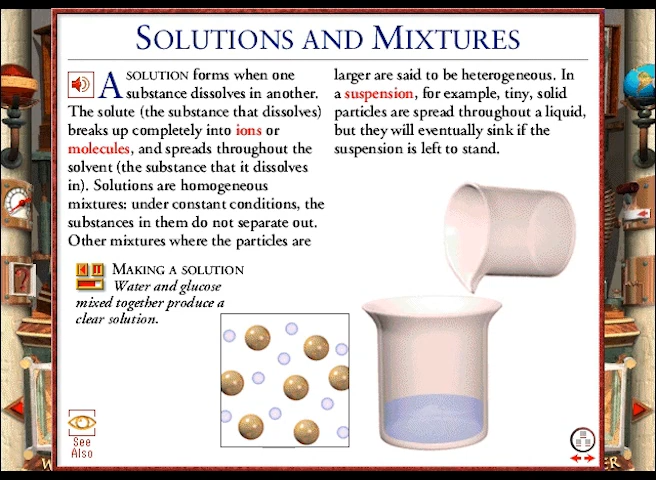 SOLUTIONS AND MIXTURES
A SOLUTION forms when one
substance dissolves in another.
The solute (the substance that dissolves)
breaks up completely into ions or
molecules, and spreads throughout the
solvent (the substance that it dissolves
in). Solutions are homogeneous
mixtures: under constant conditions, the
substances in them do not separate out.
Other mixtures where the particles are
larger are said to be heterogeneous. In
a suspension, for example, tiny, solid
particles are spread throughout a liquid,
but they will eventually sink if the
suspension is left to stand.
MAKING A SOLUTION
Water and glucose
mixed together produce a
clear solution.
See
Also